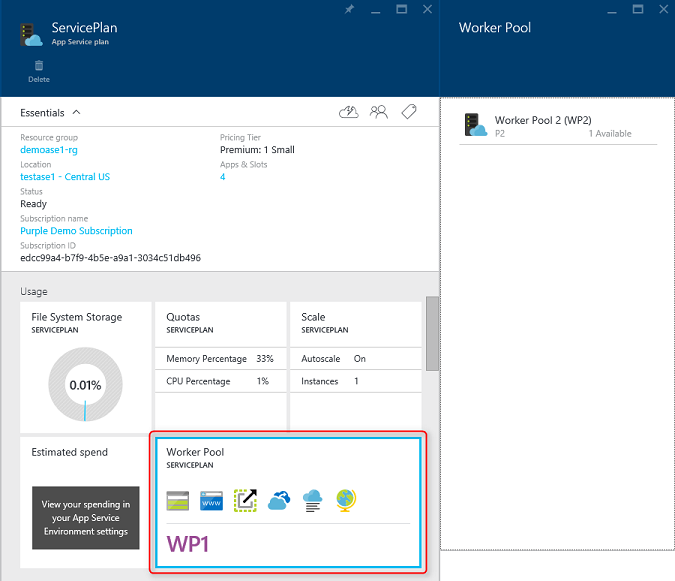 ServicePlan
App Service plan
Delete
Essentials
Resource group
demoase1-rg
Location
testase1 - Central US
Status
Ready
Subscription name
Purple Demo Subscription
Subscription ID
edcc99a4-b7f9-4b5e-a9a1-3034c51db496
Pricing Tier
Premium: 1 Small
Apps & Slots
4
Usage
File System Storage
SERVICEPLAN
0.01%
Quotas
SERVICEPLAN
Memory Percentage 33%
CPU Percentage 1%
Scale
SERVICEPLAN
Autoscale On
Instances 1
Estimated spend
View your spending in
your App Service
Environment settings
Worker Pool
SERVICEPLAN
www
WP1
Worker Pool
Worker Pool 2 (WP2)
P2 1 Available